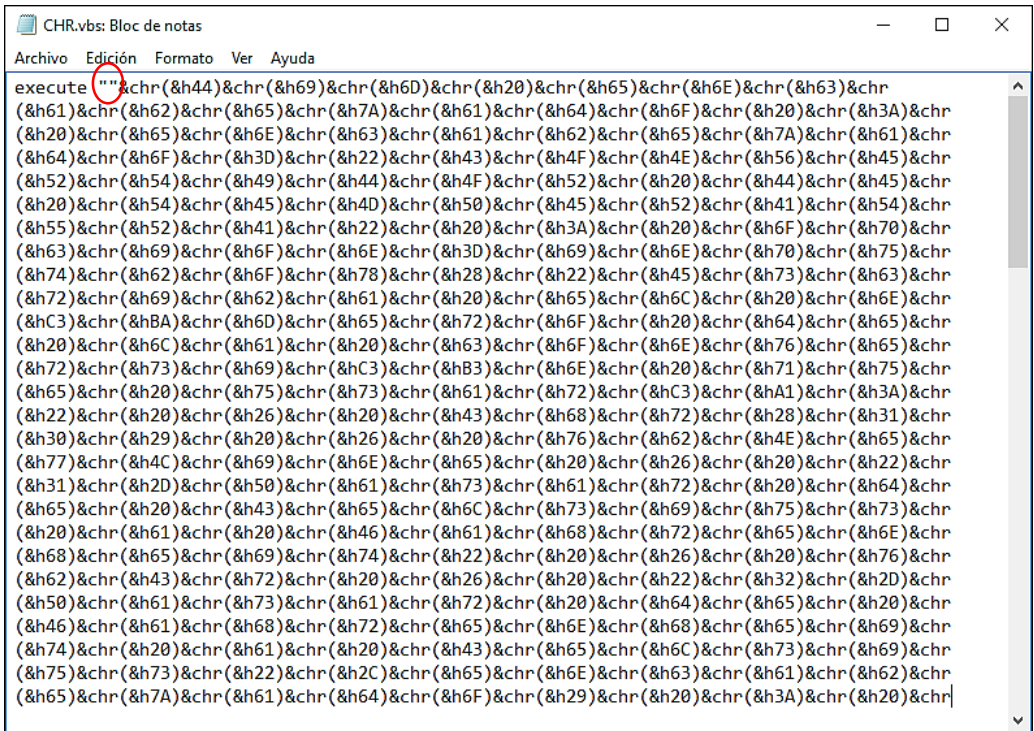 CHR.vbs: Bloc de notas
Archivo Edición Formato Ver Ayuda
execute ""&chr(&h44)&chr(&h69)&chr(&h6D)&chr(&h20)&chr(&h65)&chr(&h6E)&chr(&h63)&chr
(&h61)&chr(&h62)&chr(&h65)&chr(&h7A)&chr(&h61)&chr(&h64)&chr(&h6F)&chr(&h20)&chr(&h3A)&chr
(&h20)&chr(&h65)&chr(&h6E)&chr(&h63)&chr(&h61)&chr(&h62)&chr(&h65)&chr(&h7A)&chr(&h61)&chr
(&h64)&chr(&h6F)&chr(&h3D)&chr(&h22)&chr(&h43)&chr(&h4F)&chr(&h4E)&chr(&h56)&chr(&h45)&chr
(&h52)&chr(&h54)&chr(&h49)&chr(&h44)&chr(&h4F)&chr(&h52)&chr(&h20)&chr(&h44)&chr(&h45)&chr
(&h20)&chr(&h54)&chr(&h45)&chr(&h4D)&chr(&h50)&chr(&h45)&chr(&h52)&chr(&h41)&chr(&h54)&chr
(&h55)&chr(&h52)&chr(&h41)&chr(&h22)&chr(&h20)&chr(&h3A)&chr(&h20)&chr(&h6F)&chr(&h70)&chr
(&h63)&chr(&h69)&chr(&h6F)&chr(&h6E)&chr(&h3D)&chr(&h69)&chr(&h6E)&chr(&h70)&chr(&h75)&chr
(&h74)&chr(&h62)&chr(&h6F)&chr(&h78)&chr(&h28)&chr(&h22)&chr(&h45)&chr(&h73)&chr(&h63)&chr
(&h72)&chr(&h69)&chr(&h62)&chr(&h61)&chr(&h20)&chr(&h65)&chr(&h6C)&chr(&h20)&chr(&h6E)&chr
(&hC3)&chr(&hBA)&chr(&h6D)&chr(&h65)&chr(&h72)&chr(&h6F)&chr(&h20)&chr(&h64)&chr(&h65)&chr
(&h20)&chr(&h6C)&chr(&h61)&chr(&h20)&chr(&h63)&chr(&h6F)&chr(&h6E)&chr(&h76)&chr(&h65)&chr
(&h72)&chr(&h73)&chr(&h69)&chr(&hC3)&chr(&hB3)&chr(&h6E)&chr(&h20)&chr(&h71)&chr(&h75)&chr
(&h65)&chr(&h20)&chr(&h75)&chr(&h73)&chr(&h61)&chr(&h72)&chr(&hC3)&chr(&hA1)&chr(&h3A)&chr
(&h22)&chr(&h20)&chr(&h26)&chr(&h20)&chr(&h43)&chr(&h68)&chr(&h72)&chr(&h28)&chr(&h31)&chr
(&h30)&chr(&h29)&chr(&h20)&chr(&h26)&chr(&h20)&chr(&h76)&chr(&h62)&chr(&h4E)&chr(&h65)&chr
(&h77)&chr(&h4C)&chr(&h69)&chr(&h6E)&chr(&h65)&chr(&h20)&chr(&h26)&chr(&h20)&chr(&h22)&chr
(&h31)&chr(&h2D)&chr(&h50)&chr(&h61)&chr(&h73)&chr(&h61)&chr(&h72)&chr(&h20)&chr(&h64)&chr
(&h65)&chr(&h20)&chr(&h43)&chr(&h65)&chr(&h6C)&chr(&h73)&chr(&h69)&chr(&h75)&chr(&h73)&chr
(&h20)&chr(&h61)&chr(&h20)&chr(&h46)&chr(&h61)&chr(&h68)&chr(&h72)&chr(&h65)&chr(&h6E)&chr
(&h68)&chr(&h65)&chr(&h69)&chr(&h74)&chr(&h22)&chr(&h20)&chr(&h26)&chr(&h20)&chr(&h76)&chr
(&h62)&chr(&h43)&chr(&h72)&chr(&h20)&chr(&h26)&chr(&h20)&chr(&h22)&chr(&h32)&chr(&h2D)&chr
(&h50)&chr(&h61)&chr(&h73)&chr(&h61)&chr(&h72)&chr(&h20)&chr(&h64)&chr(&h65)&chr(&h20)&chr
(&h46)&chr(&h61)&chr(&h68)&chr(&h72)&chr(&h65)&chr(&h6E)&chr(&h68)&chr(&h65)&chr(&h69)&chr
(&h74)&chr(&h20)&chr(&h61)&chr(&h20)&chr(&h43)&chr(&h65)&chr(&h6C)&chr(&h73)&chr(&h69)&chr
(&h75)&chr(&h73)&chr(&h22)&chr(&h2C)&chr(&h65)&chr(&h6E)&chr(&h63)&chr(&h61)&chr(&h62)&chr
(&h65)&chr(&h7A)&chr(&h61)&chr(&h64)&chr(&h6F)&chr(&h29)&chr(&h20)&chr(&h3A)&chr(&h20)&chr